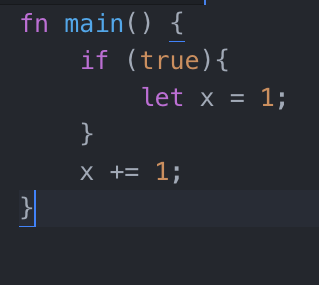 fn main() {
    if (true){
        let x = 1;
    }
    x += 1;
}